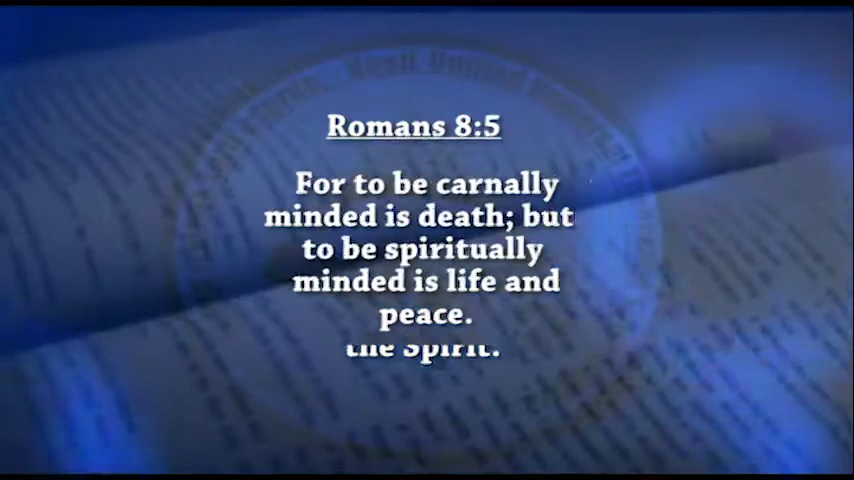 Romans 8:5
For to be carnally
minded is death; but
to be spiritually
minded is life and
peace.
the Spirit.